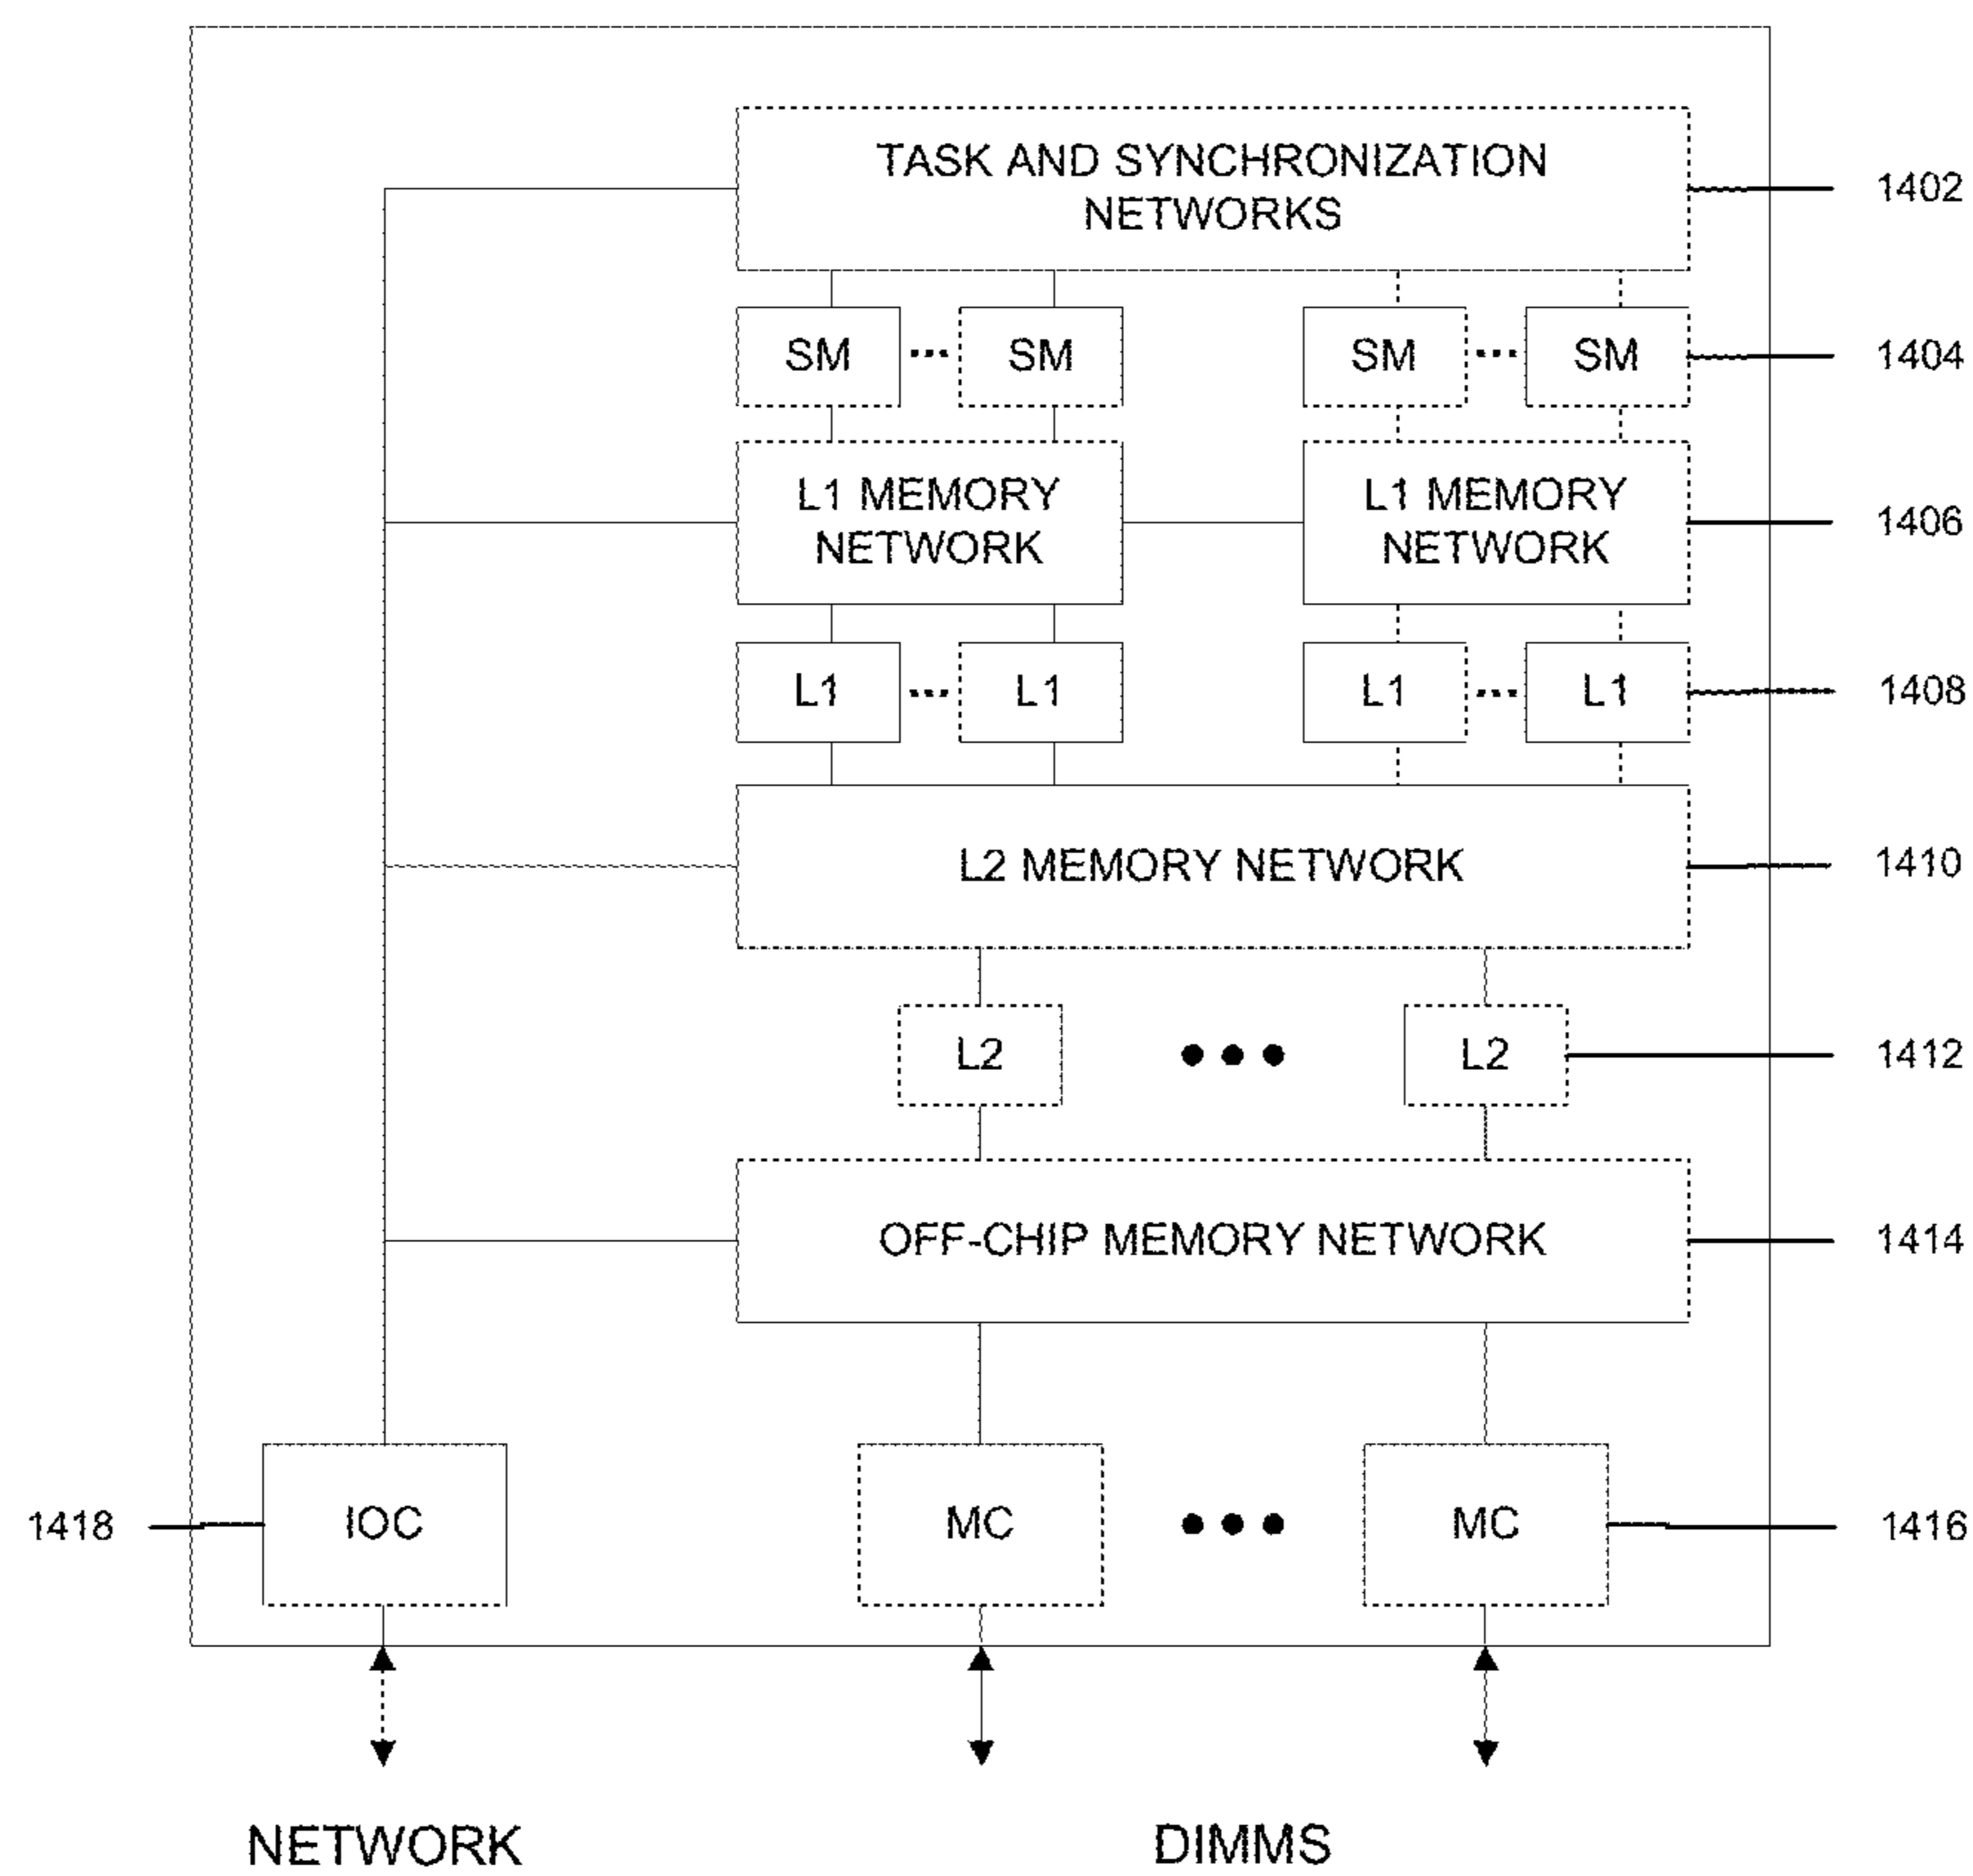 TASK AND SYNCHRONIZATION
NETWORKS
1402
SM ... SM SM ... SM 1404
L1 MEMORY
NETWORK
L1 MEMORY
NETWORK
1406
L1 ... L1 L1 ... L1 1408
L2 MEMORY NETWORK 1410
L2 ••• L2 1412
OFF-CHIP MEMORY NETWORK 1414
1418 IOC MC ••• MC 1416
NETWORK DIMMS